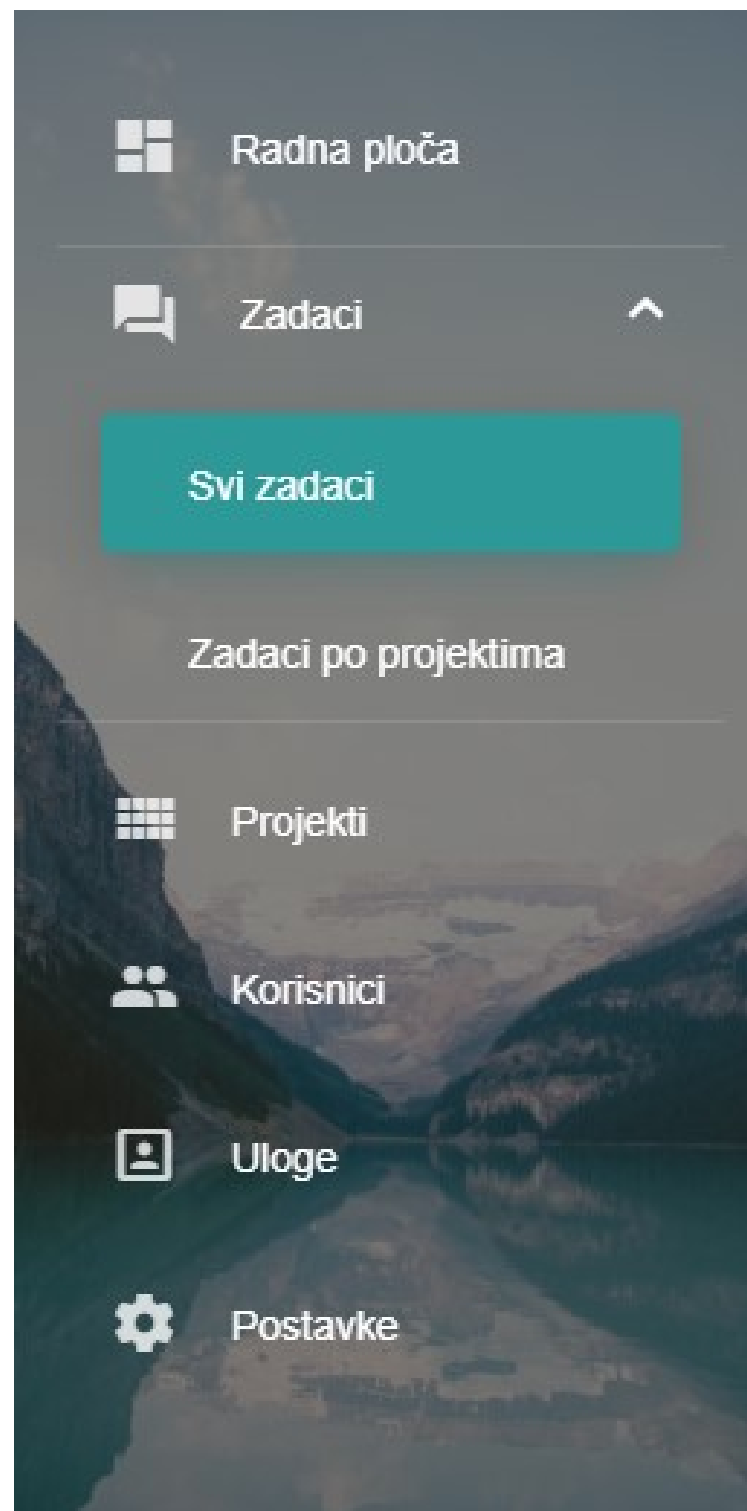 Radna ploča
Zadaci
Svi zadaci
Zadaci po projektima
Projekti
Korisnici
Uloge
Postavke